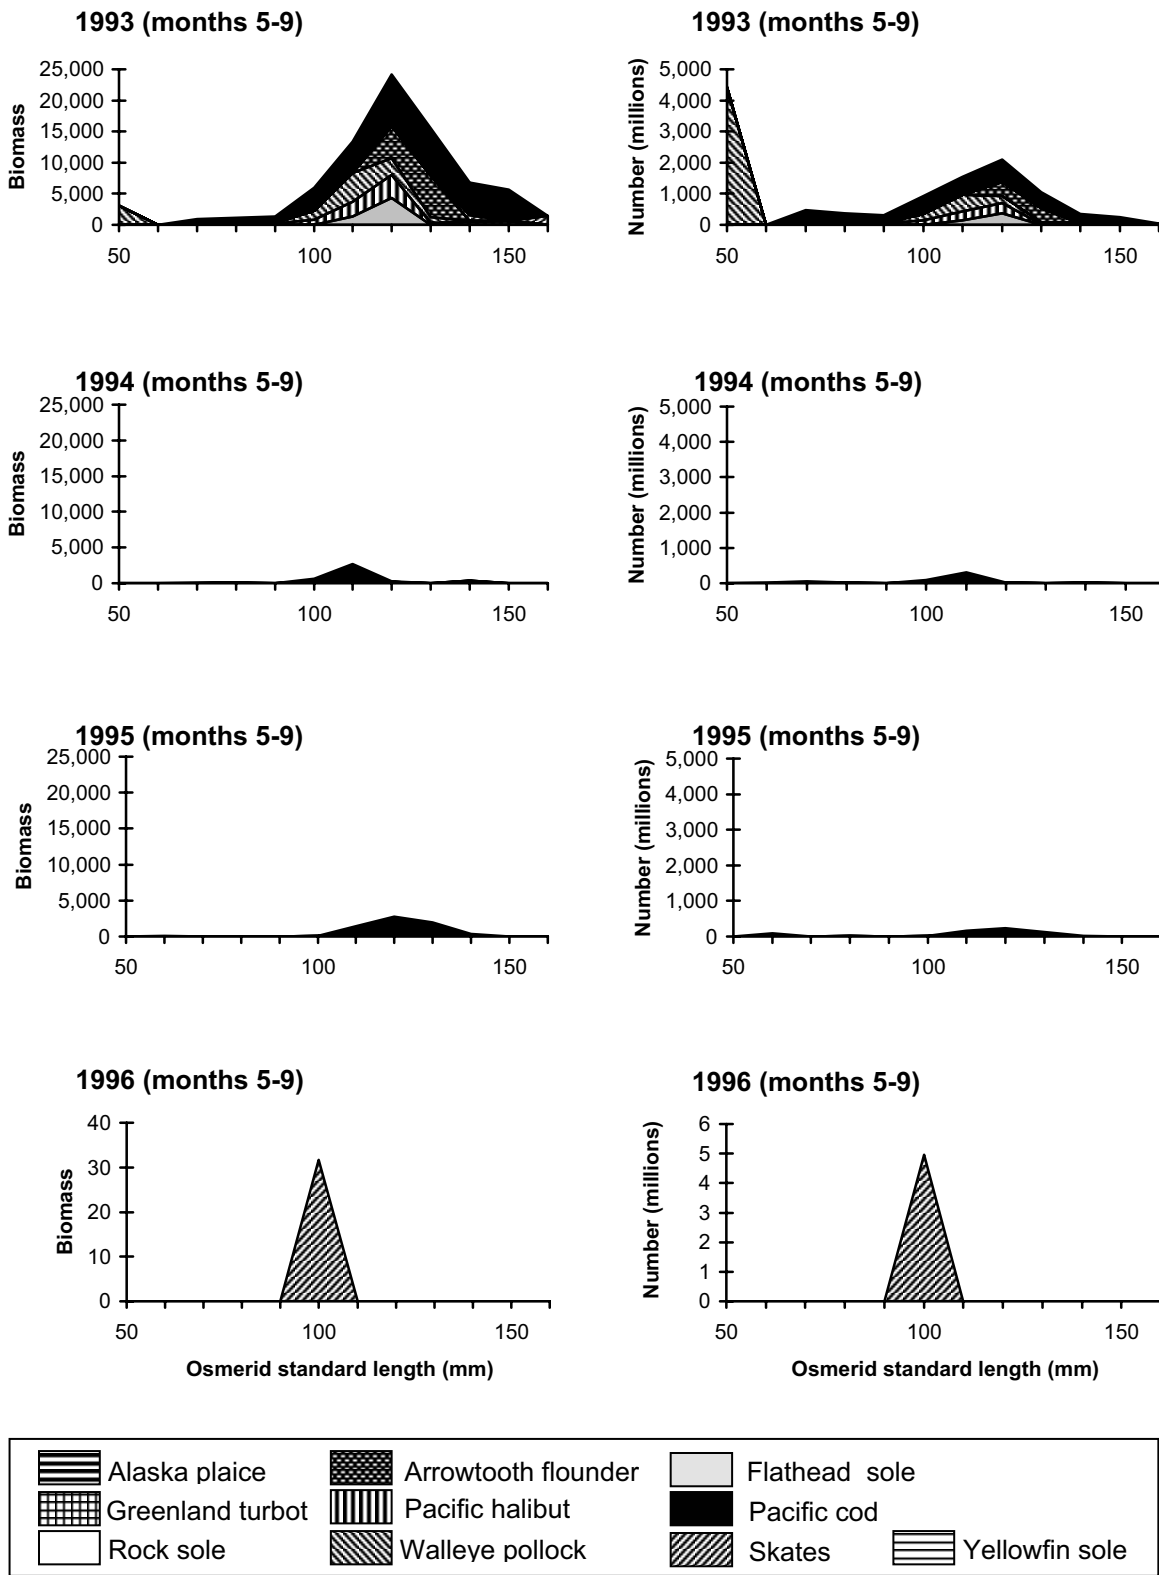 1993 (months 5-9)
25,000
20,000
15,000
10,000
5,000
0
Biomass
50 100 150
1993 (months 5-9)
5,000
4,000
3,000
2,000
1,000
0
Number (millions)
50 100 150
1994 (months 5-9)
25,000
20,000
15,000
10,000
5,000
0
Biomass
50 100 150
1994 (months 5-9)
5,000
4,000
3,000
2,000
1,000
0
Number (millions)
50 100 150
1995 (months 5-9)
25,000
20,000
15,000
10,000
5,000
0
Biomass
50 100 150
1995 (months 5-9)
5,000
4,000
3,000
2,000
1,000
0
Number (millions)
50 100 150
1996 (months 5-9)
40
30
20
10
0
Biomass
50 100 150
Osmerid standard length (mm)
1996 (months 5-9)
6
5
4
3
2
1
0
Number (millions)
50 100 150
Osmerid standard length (mm)
Alaska plaice Arrowtooth flounder Flathead sole
Greenland turbot Pacific halibut Pacific cod
Rock sole Walleye pollock Skates Yellowfin sole